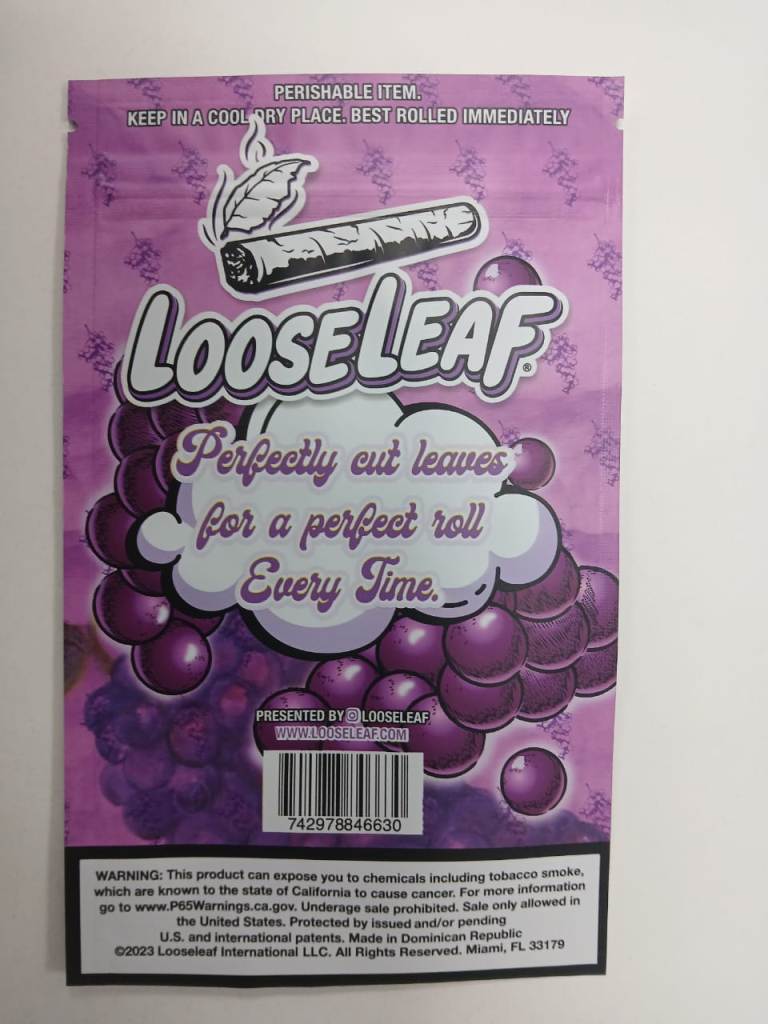 PERISHABLE ITEM.
KEEP IN A COOL DRY PLACE. BEST ROLLED IMMEDIATELY
LOOSELEAF®
Perfectly cut leaves
for a perfect roll
Every Time.
PRESENTED BY LOOSELEAF
WWW.LOOSELEAF.COM
742978846630
WARNING: This product can expose you to chemicals including tobacco smoke,
which are known to the state of California to cause cancer. For more information
go to www.P65Warnings.ca.gov. Underage sale prohibited. Sale only allowed in
the United States. Protected by issued and/or pending
U.S. and international patents. Made in Dominican Republic
©2023 Looseleaf International LLC. All Rights Reserved. Miami, FL 33179